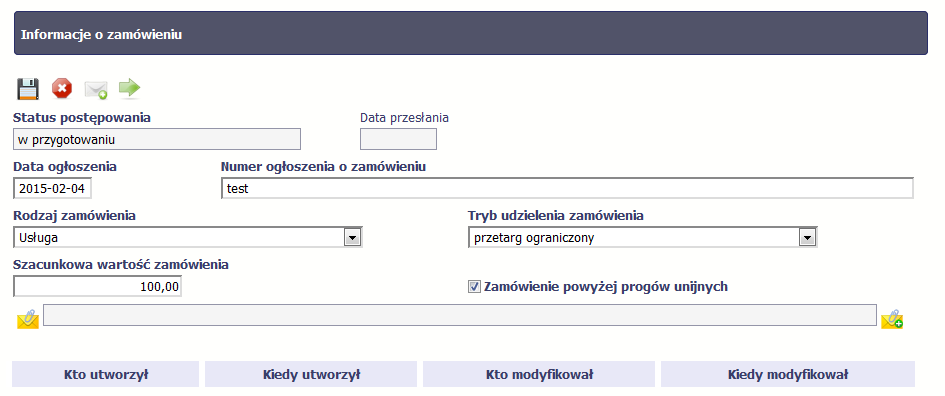 Informacje o zamówieniu
Status postępowania Data przesłania
w przygotowaniu
Data ogłoszenia Numer ogłoszenia o zamówieniu
2015-02-04 test
Rodzaj zamówienia Tryb udzielenia zamówienia
Usługa przetarg ograniczony
Szacunkowa wartość zamówienia
100,00 Zamówienie powyżej progów unijnych
Kto utworzył Kiedy utworzył Kto modyfikował Kiedy modyfikował